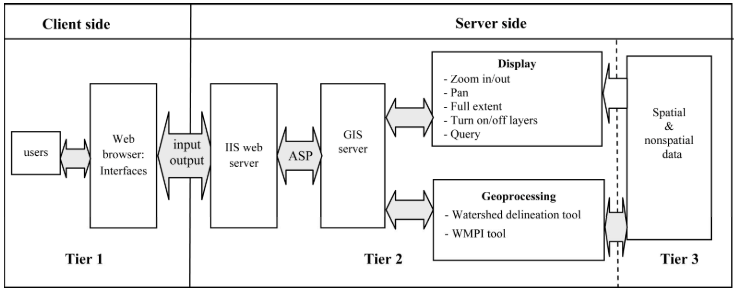 Client side
Server side
users
Web
browser:
Interfaces
input
output
IIS web
server
ASP
GIS
server
Display
- Zoom in/out
- Pan
- Full extent
- Turn on/off layers
- Query
Geoprocessing
- Watershed delineation tool
- WMPI tool
Spatial
&
nonspatial
data
Tier 1
Tier 2
Tier 3